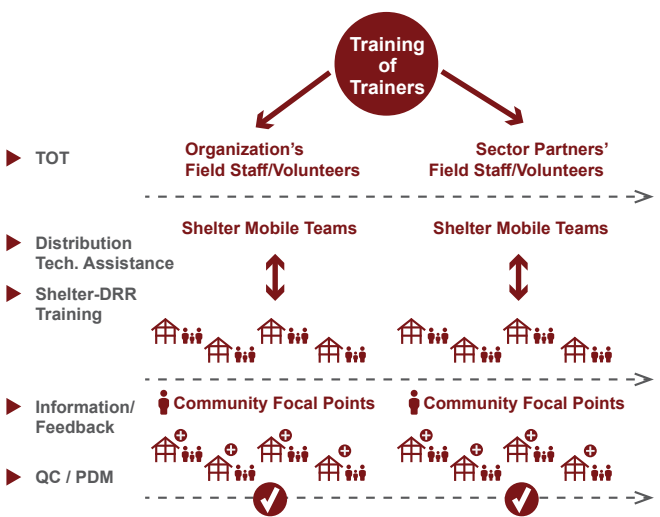 Training
of
Trainers
TOT
Organization's
Field Staff/Volunteers
Sector Partners'
Field Staff/Volunteers
Distribution
Tech. Assistance
Shelter Mobile Teams
Shelter Mobile Teams
Shelter-DRR
Training
Information/
Feedback
Community Focal Points
Community Focal Points
QC / PDM